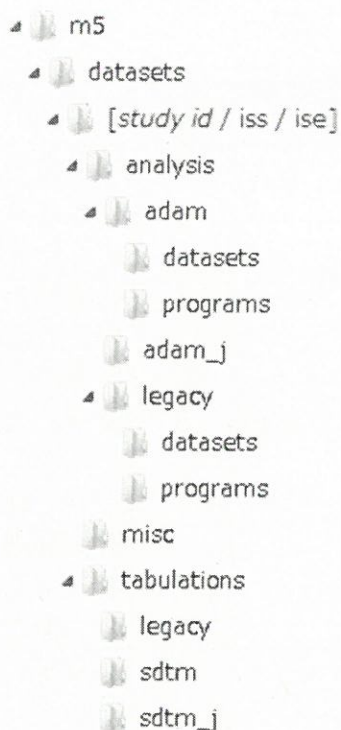 m5
datasets
[study id / iss / ise]
analysis
adam
datasets
programs
adam_j
legacy
datasets
programs
misc
tabulations
legacy
sdtm
sdtm_j